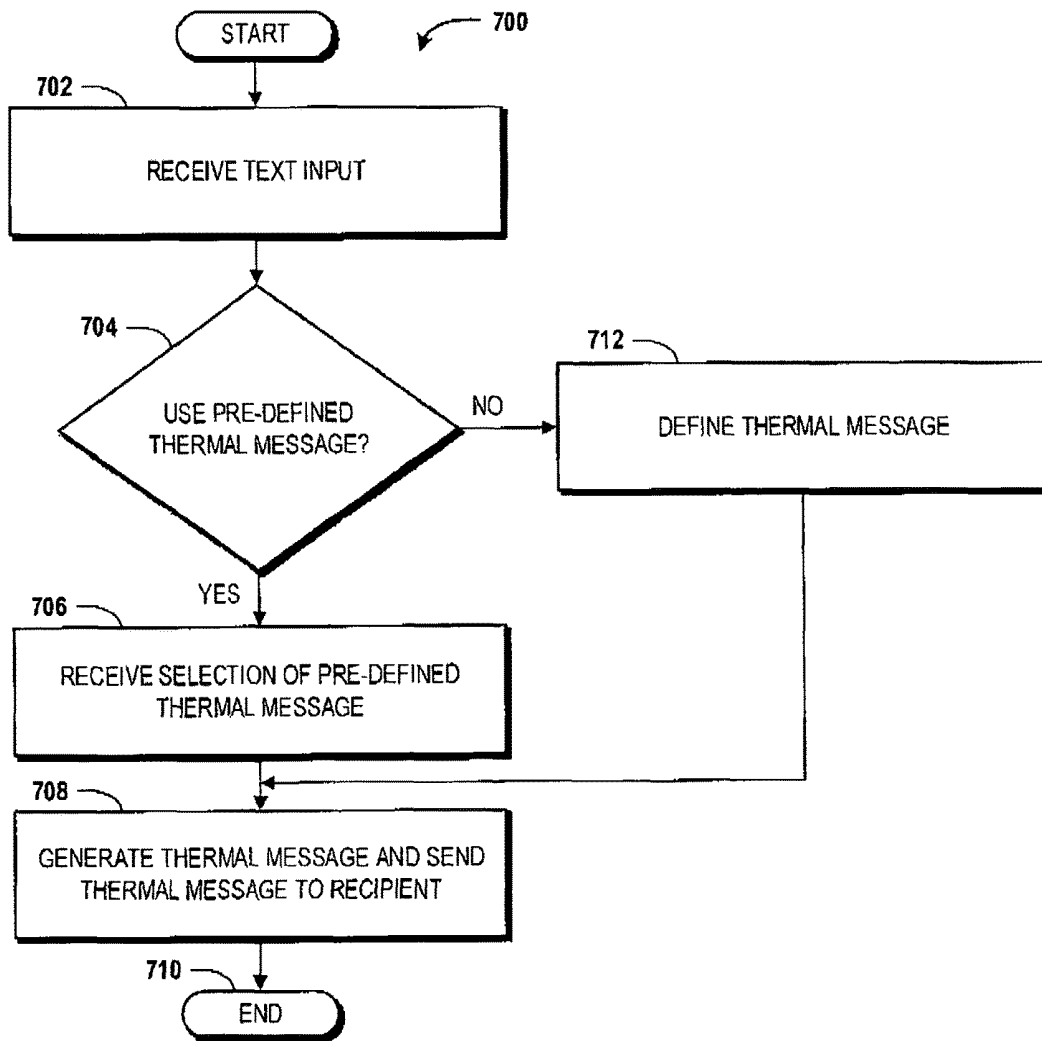 START
700
702
RECEIVE TEXT INPUT
704
USE PRE-DEFINED
THERMAL MESSAGE?
NO
712
DEFINE THERMAL MESSAGE
YES
706
RECEIVE SELECTION OF PRE-DEFINED
THERMAL MESSAGE
708
GENERATE THERMAL MESSAGE AND SEND
THERMAL MESSAGE TO RECIPIENT
710
END